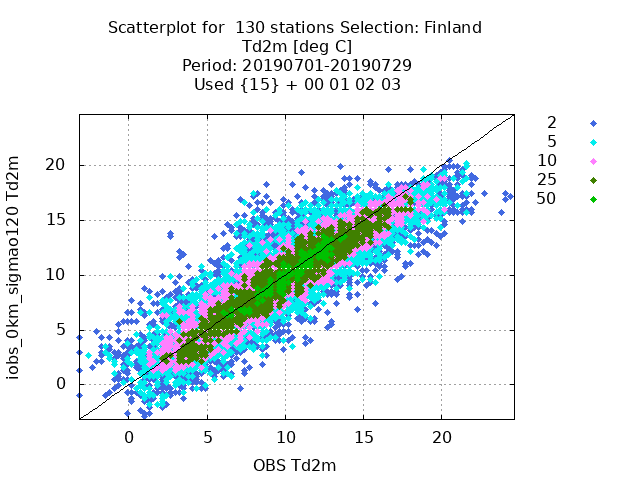 Scatterplot for  130 stations Selection: Finland
Td2m [deg C]
Period: 20190701-20190729
Used {15} + 00 01 02 03
iobs_0km_sigmao120 Td2m
20
15
10
5
0
0 5 10 15 20
OBS Td2m
2
5
10
25
50